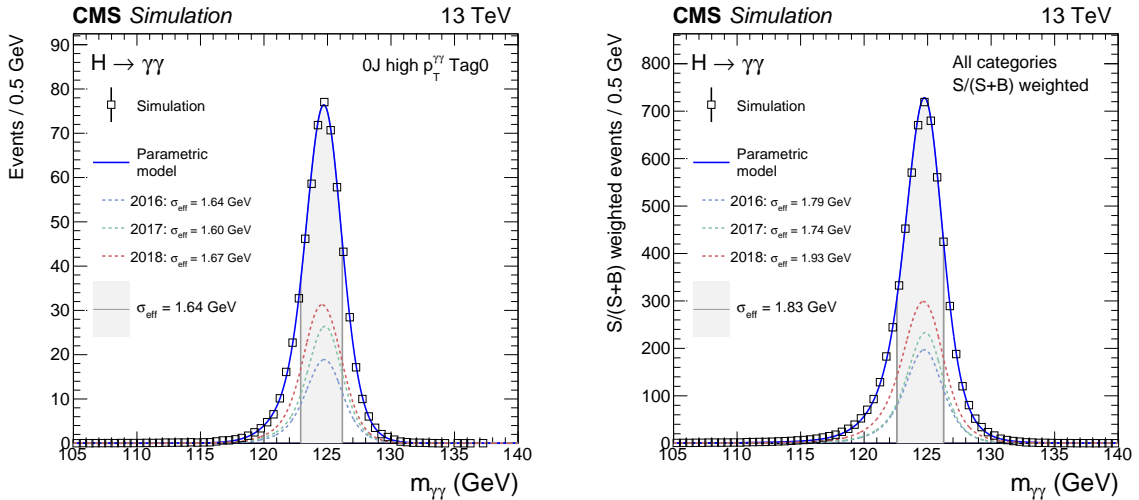 CMS Simulation 13 TeV
Events / 0.5 GeV
90
80
70
60
50
40
30
20
10
0
H → γγ
0J high p_T^γγ Tag0
Simulation
Parametric
model
2016: σ_eff = 1.64 GeV
2017: σ_eff = 1.60 GeV
2018: σ_eff = 1.67 GeV
σ_eff = 1.64 GeV
105 110 115 120 125 130 135 140
m_γγ (GeV)
CMS Simulation 13 TeV
S/(S+B) weighted events / 0.5 GeV
800
700
600
500
400
300
200
100
0
H → γγ
All categories
S/(S+B) weighted
Simulation
Parametric
model
2016: σ_eff = 1.79 GeV
2017: σ_eff = 1.74 GeV
2018: σ_eff = 1.93 GeV
σ_eff = 1.83 GeV
105 110 115 120 125 130 135 140
m_γγ (GeV)